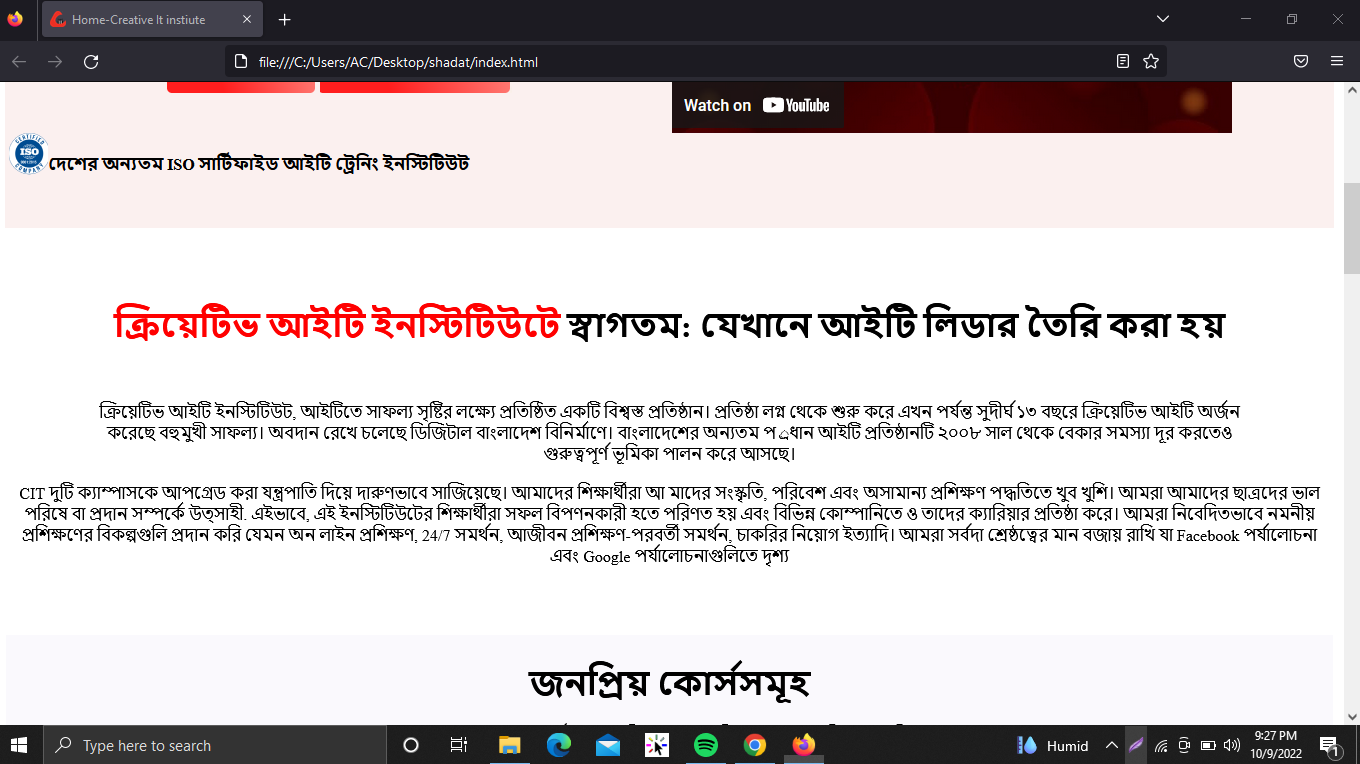 Home-Creative It instiute
file:///C:/Users/AC/Desktop/shadat/index.html
Watch on YouTube
CERTIFIED ISO COMPANY
দেশের অন্যতম ISO সার্টিফাইড আইটি ট্রেনিং ইনস্টিটিউট
ক্রিয়েটিভ আইটি ইনস্টিটিউটে স্বাগতম: যেখানে আইটি লিডার তৈরি করা হয়
ক্রিয়েটিভ আইটি ইনস্টিটিউট, আইটিতে সাফল্য সৃষ্টির লক্ষ্যে প্রতিষ্ঠিত একটি বিশ্বস্ত প্রতিষ্ঠান। প্রতিষ্ঠা লগ্ন থেকে শুরু করে এখন পর্যন্ত সুদীর্ঘ ১৩ বছরে ক্রিয়েটিভ আইটি অর্জন
করেছে বহুমুখী সাফল্য। অবদান রেখে চলেছে ডিজিটাল বাংলাদেশ বিনির্মাণে। বাংলাদেশের অন্যতম প ্রধান আইটি প্রতিষ্ঠানটি ২০০৮ সাল থেকে বেকার সমস্যা দূর করতেও
গুরুত্বপূর্ণ ভূমিকা পালন করে আসছে।
CIT দুটি ক্যাম্পাসকে আপগ্রেড করা যন্ত্রপাতি দিয়ে দারুণভাবে সাজিয়েছে। আমাদের শিক্ষার্থীরা আ মাদের সংস্কৃতি, পরিবেশ এবং অসামান্য প্রশিক্ষণ পদ্ধতিতে খুব খুশি। আমরা আমাদের ছাত্রদের ভাল
পরিষে বা প্রদান সম্পর্কে উত্সাহী. এইভাবে, এই ইনস্টিটিউটের শিক্ষার্থীরা সফল বিপণনকারী হতে পরিণত হয় এবং বিভিন্ন কোম্পানিতে ও তাদের ক্যারিয়ার প্রতিষ্ঠা করে। আমরা নিবেদিতভাবে নমনীয়
প্রশিক্ষণের বিকল্পগুলি প্রদান করি যেমন অন লাইন প্রশিক্ষণ, 24/7 সমর্থন, আজীবন প্রশিক্ষণ-পরবর্তী সমর্থন, চাকরির নিয়োগ ইত্যাদি। আমরা সর্বদা শ্রেষ্ঠত্বের মান বজায় রাখি যা Facebook পর্যালোচনা
এবং Google পর্যালোচনাগুলিতে দৃশ্য
জনপ্রিয় কোর্সসমূহ
Type here to search
Humid
9:27 PM
10/9/2022
1